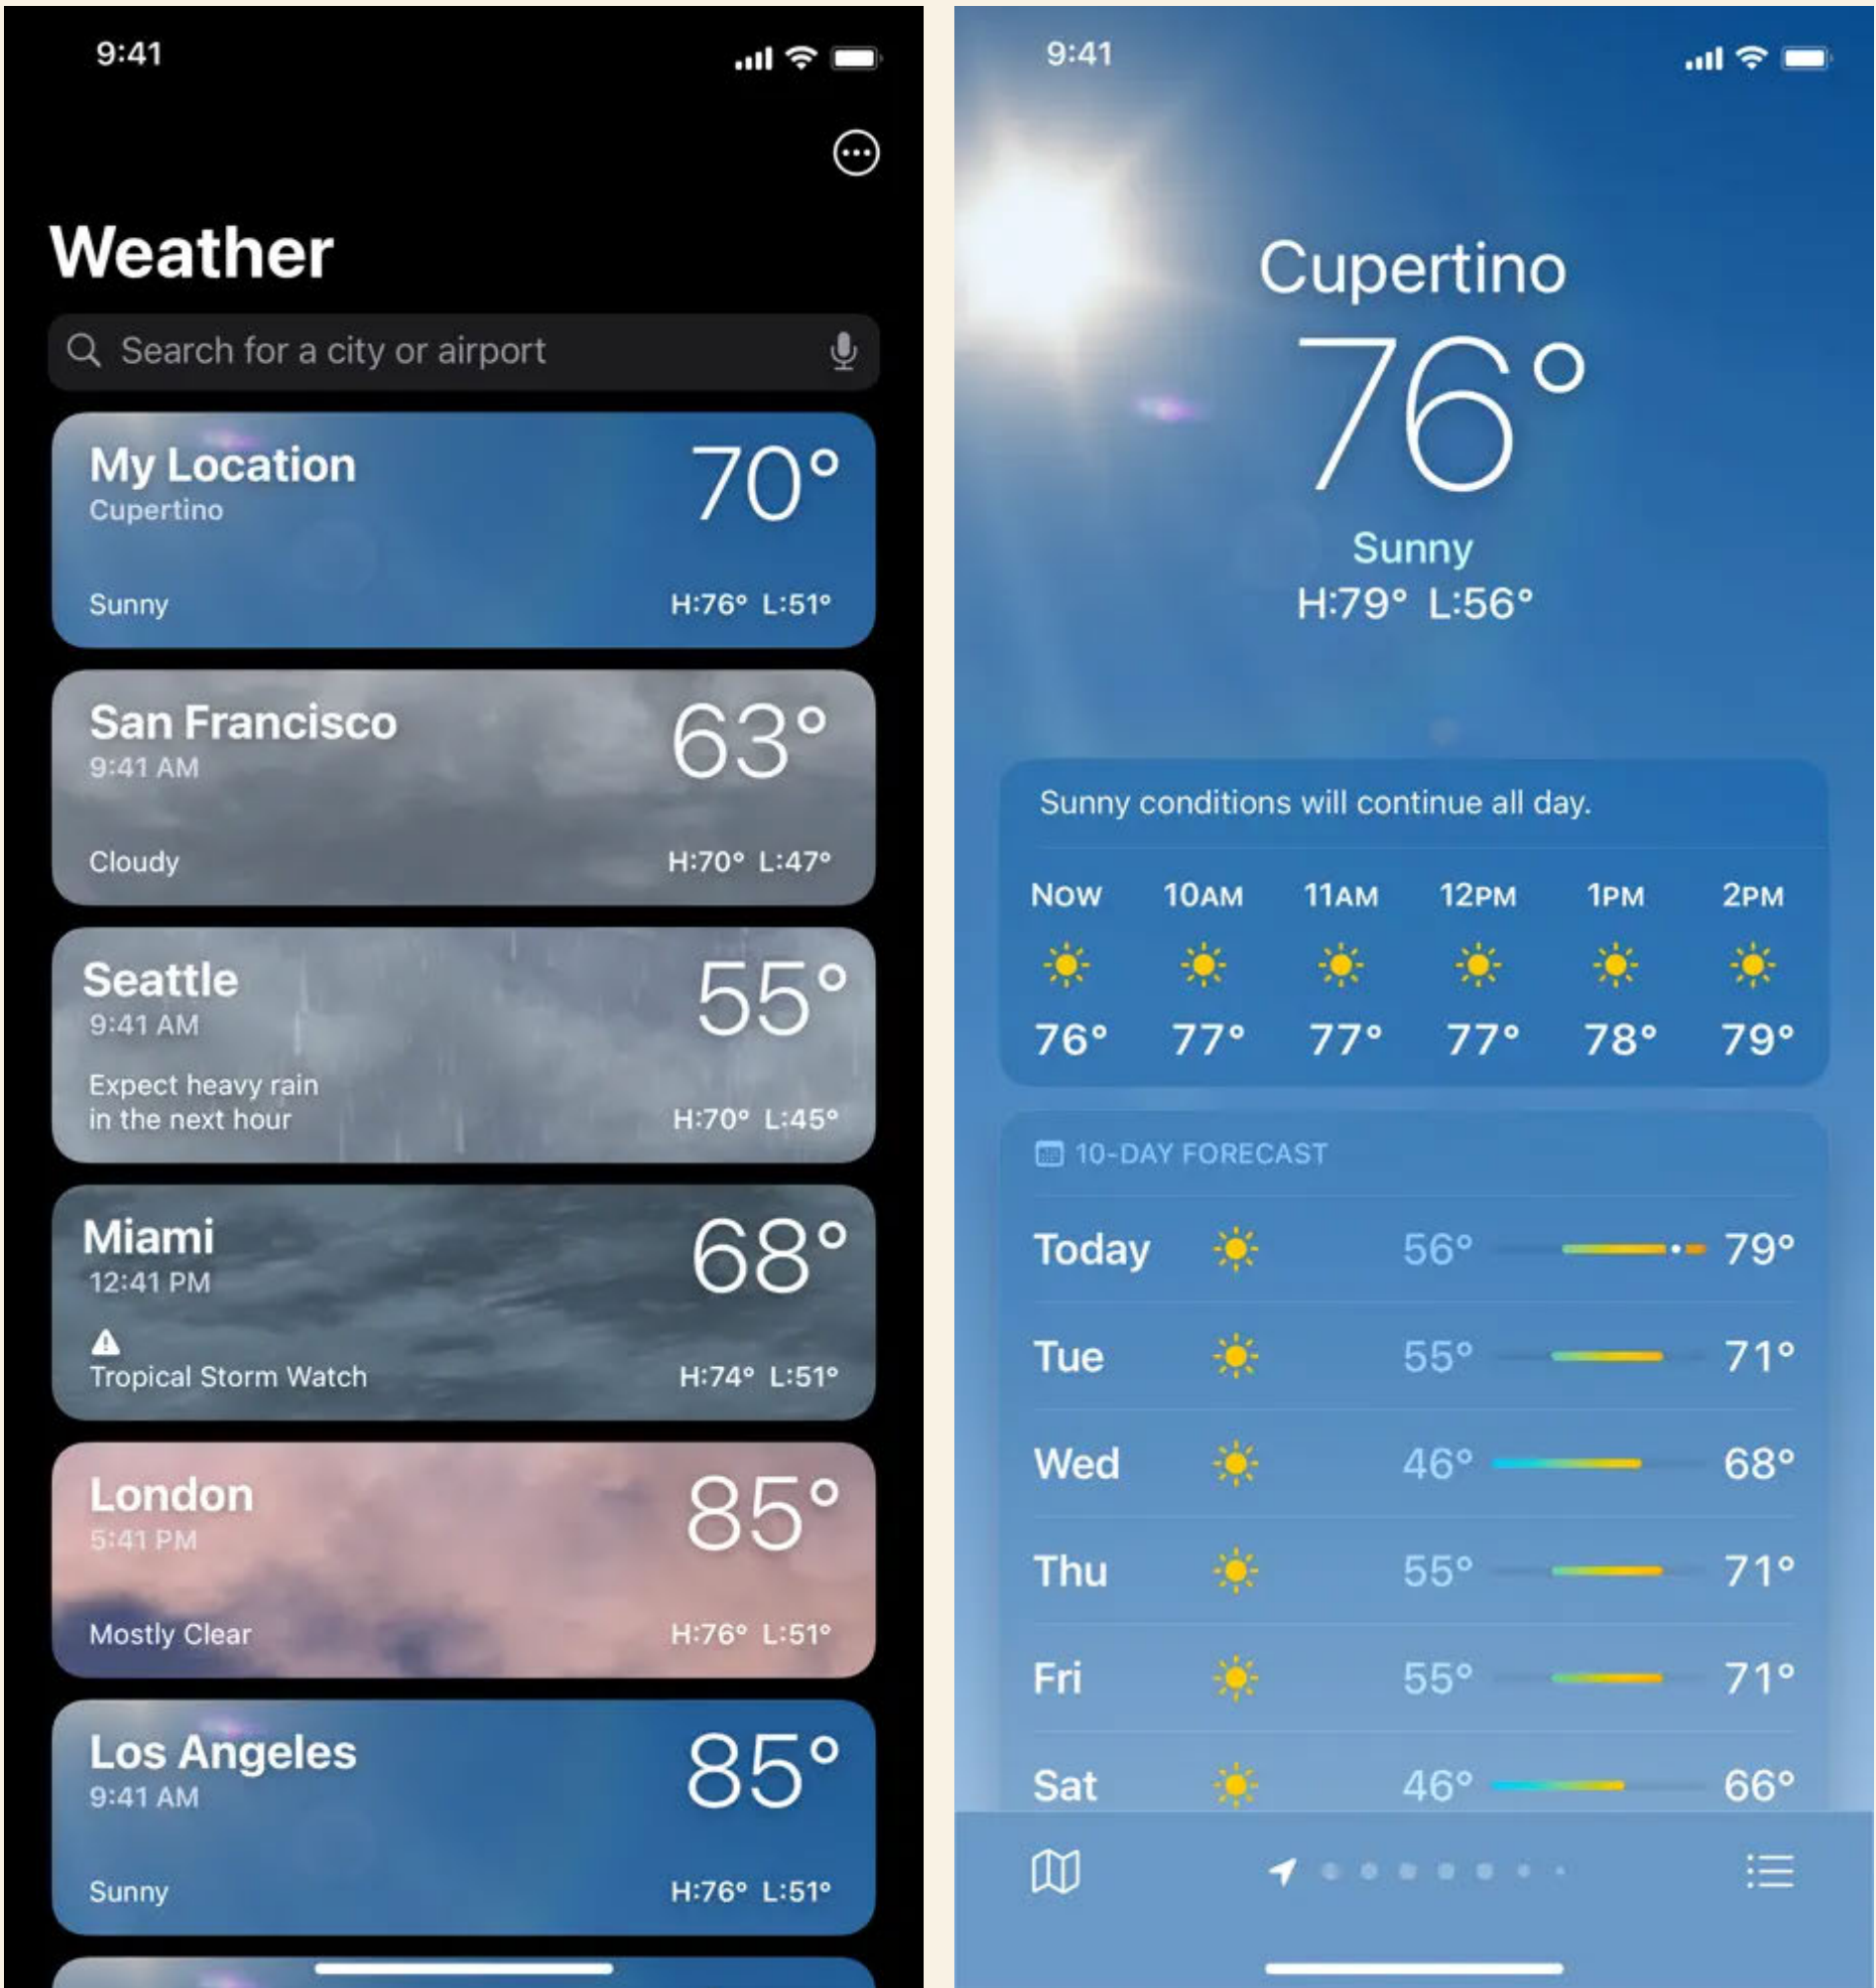 9:41
Weather
Search for a city or airport
My Location 70°
Cupertino
Sunny H:76° L:51°
San Francisco 63°
9:41 AM
Cloudy H:70° L:47°
Seattle 55°
9:41 AM
Expect heavy rain
in the next hour H:70° L:45°
Miami 68°
12:41 PM
Tropical Storm Watch H:74° L:51°
London 85°
5:41 PM
Mostly Clear H:76° L:51°
Los Angeles 85°
9:41 AM
Sunny H:76° L:51°
9:41
Cupertino
76°
Sunny
H:79° L:56°
Sunny conditions will continue all day.
Now 10AM 11AM 12PM 1PM 2PM
76° 77° 77° 77° 78° 79°
10-DAY FORECAST
Today 56° 79°
Tue 55° 71°
Wed 46° 68°
Thu 55° 71°
Fri 55° 71°
Sat 46° 66°